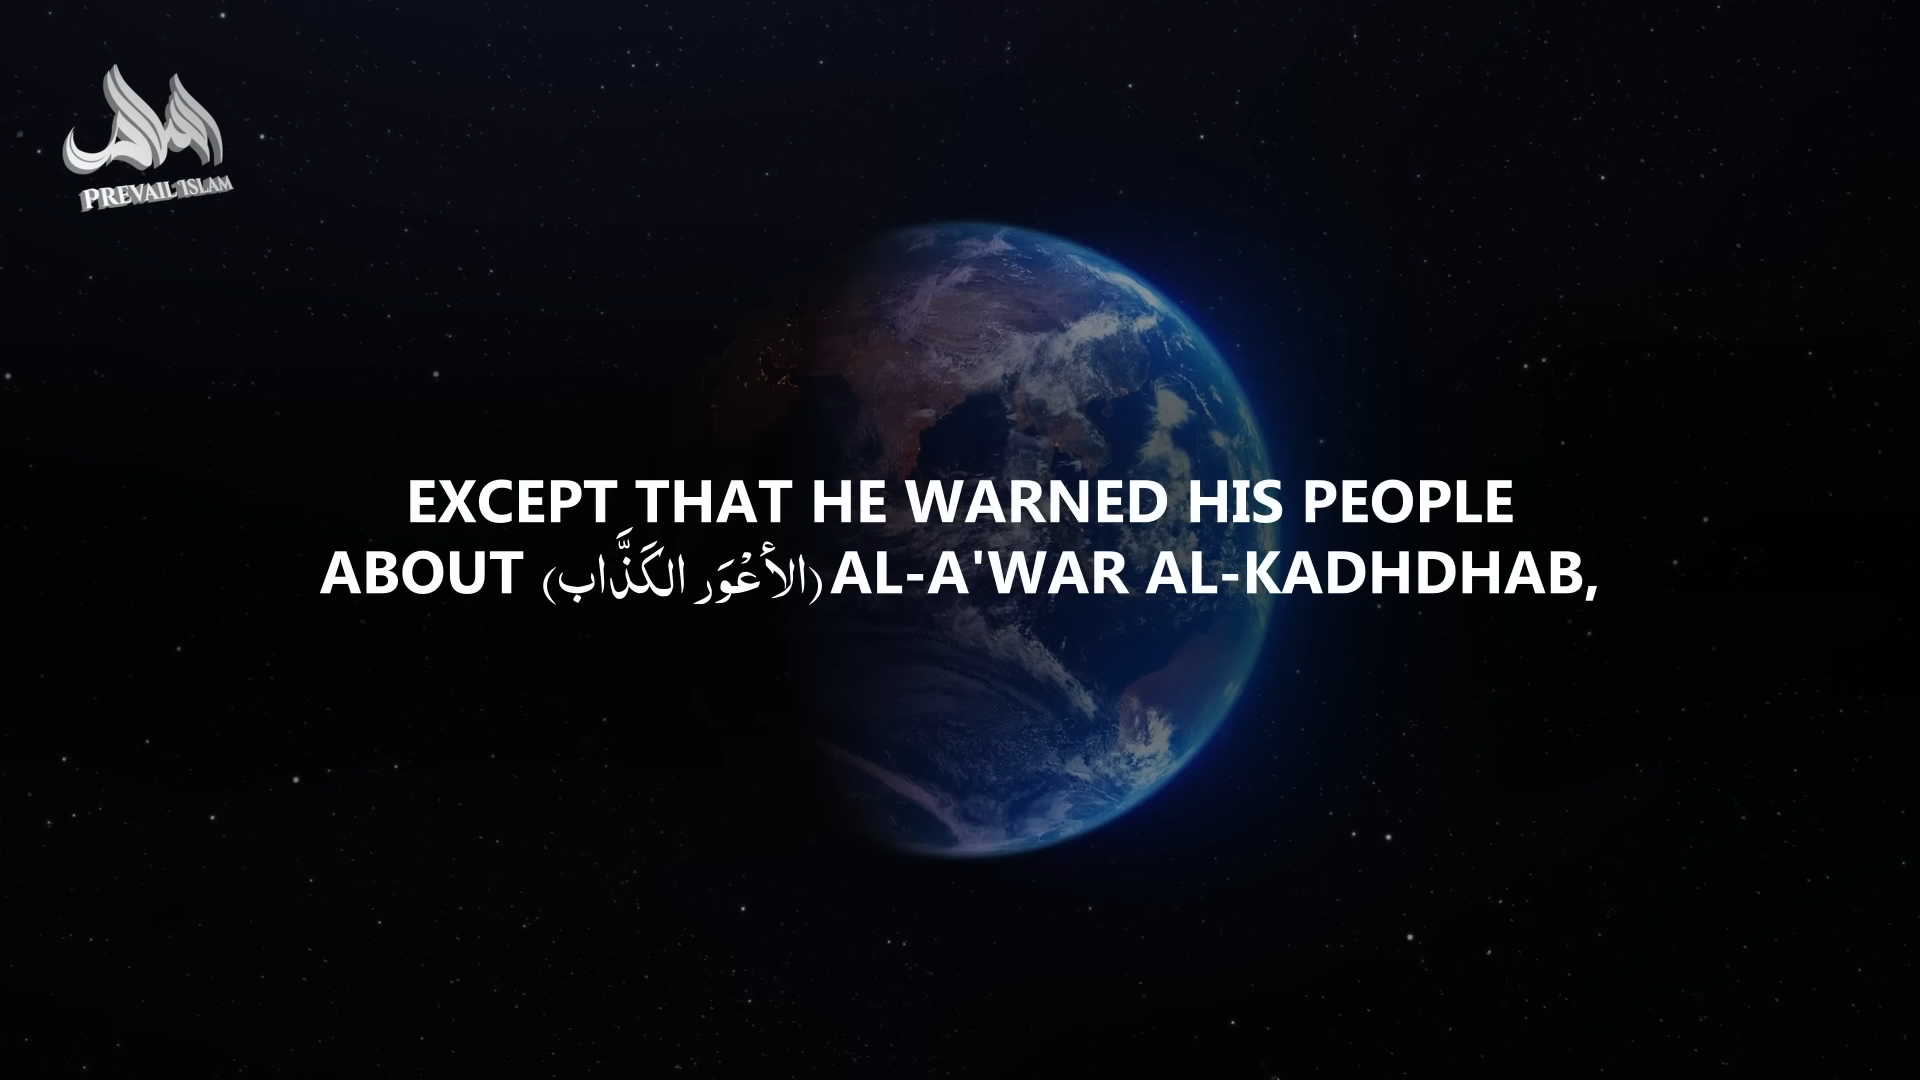 PREVAIL ISLAM
EXCEPT THAT HE WARNED HIS PEOPLE
ABOUT (الأعْوَر الكَذَّاب) AL-A'WAR AL-KADHDHAB,